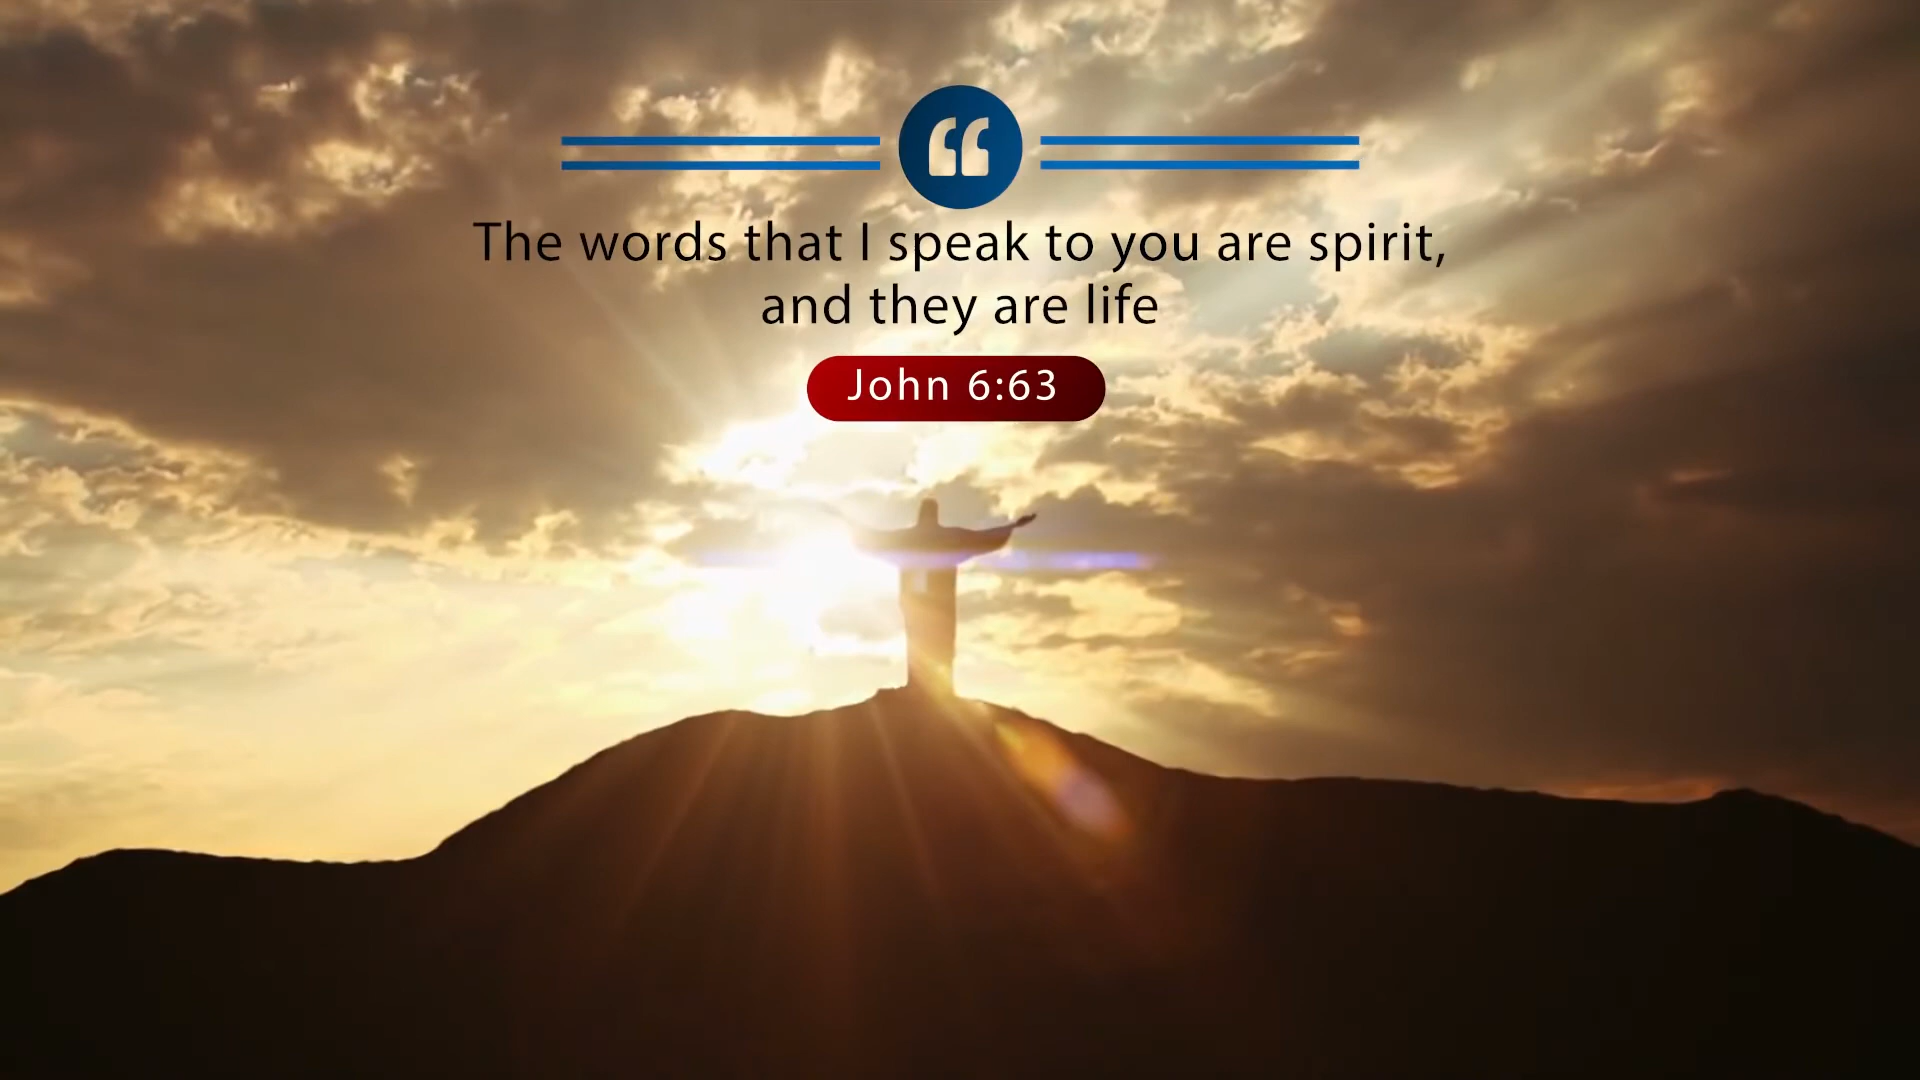 “
The words that I speak to you are spirit,
and they are life
John 6:63